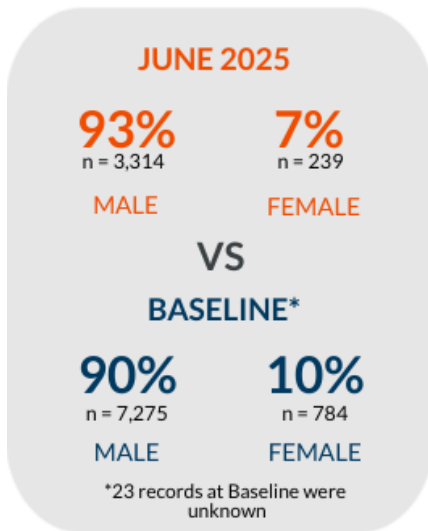 JUNE 2025
93% 7%
n = 3,314 n = 239
MALE FEMALE
VS
BASELINE*
90% 10%
n = 7,275 n = 784
MALE FEMALE
*23 records at Baseline were
unknown